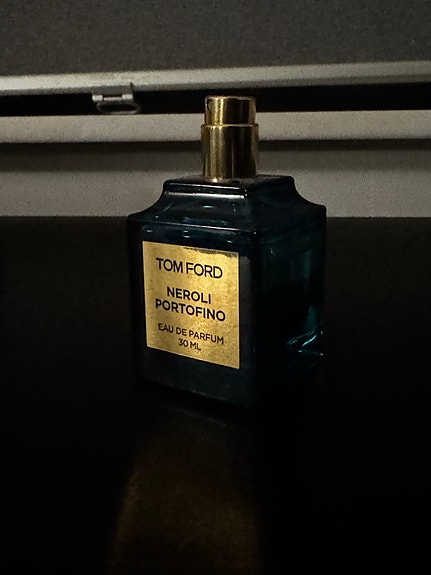 TOM FORD
NEROLI
PORTOFINO
EAU DE PARFUM
30 ML